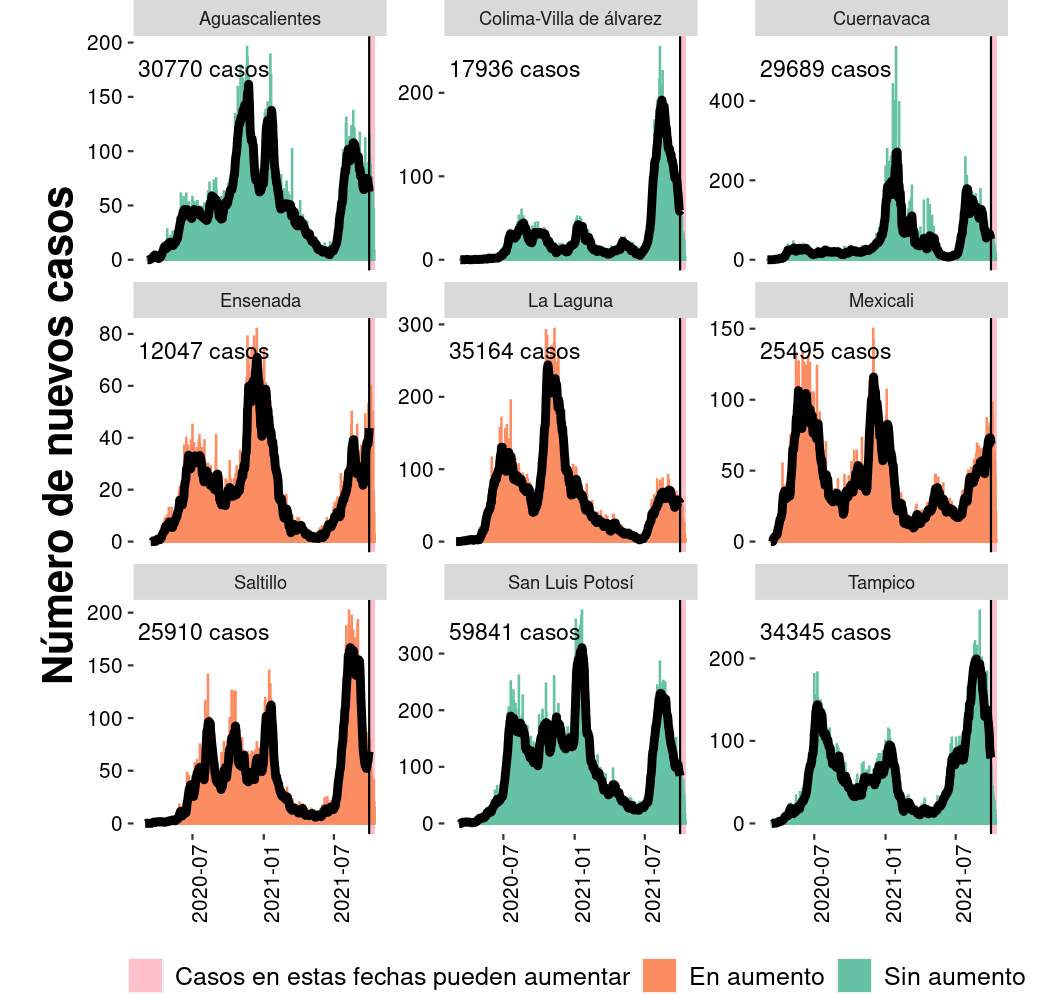 Número de nuevos casos
Aguascalientes
200
150
100
50
0
30770 casos
Colima-Villa de álvarez
200
100
0
17936 casos
Cuernavaca
400
200
0
29689 casos
Ensenada
80
60
40
20
0
12047 casos
La Laguna
300
200
100
0
35164 casos
Mexicali
150
100
50
0
25495 casos
Saltillo
200
150
100
50
0
25910 casos
San Luis Potosí
300
200
100
0
59841 casos
Tampico
200
100
0
34345 casos
2020-07
2021-01
2021-07
2020-07
2021-01
2021-07
2020-07
2021-01
2021-07
Casos en estas fechas pueden aumentar
En aumento
Sin aumento